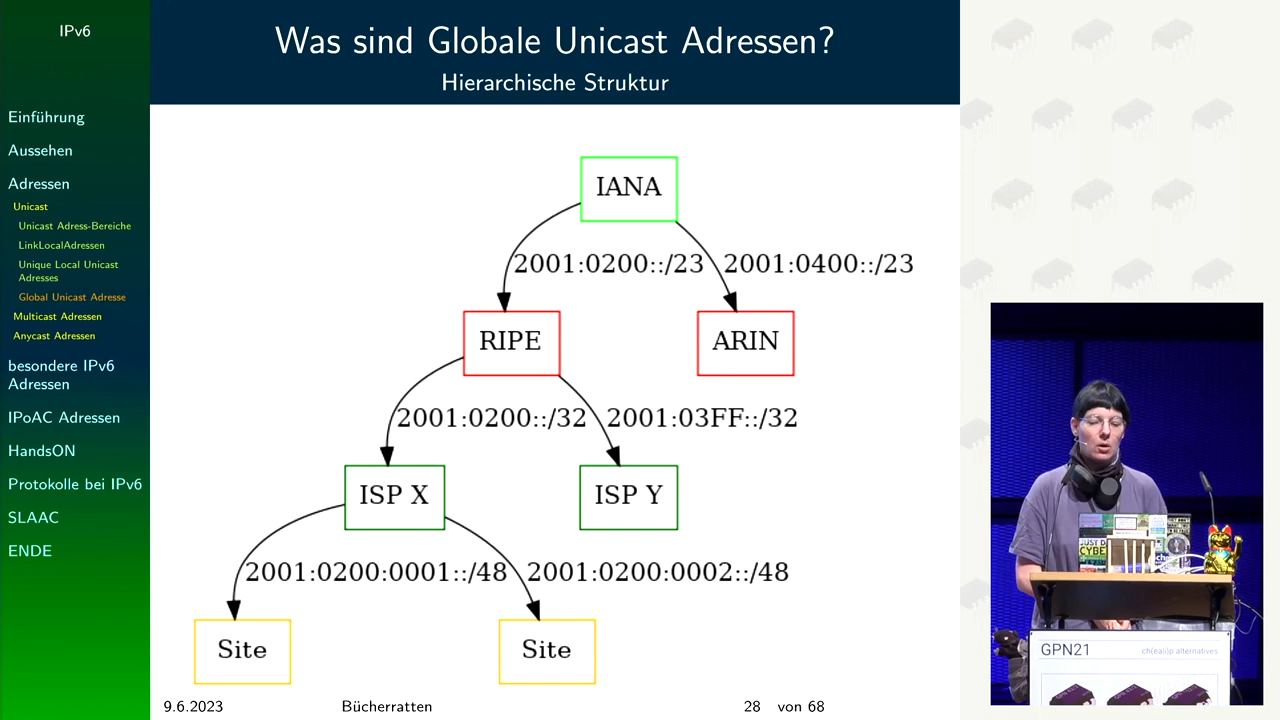 IPv6
Einführung
Aussehen
Adressen
Unicast
Unicast Adress-Bereiche
LinkLocalAdressen
Unique Local Unicast
Adresses
Global Unicast Adresse
Multicast Adressen
Anycast Adressen
besondere IPv6
Adressen
IPoAC Adressen
HandsON
Protokolle bei IPv6
SLAAC
ENDE
Was sind Globale Unicast Adressen?
Hierarchische Struktur
IANA
2001:0200::/23 2001:0400::/23
RIPE ARIN
2001:0200::/32 2001:03FF::/32
ISP X ISP Y
2001:0200:0001::/48 2001:0200:0002::/48
Site Site
9.6.2023 Bücherratten 28 von 68
JUST D
CYBE
GPN21 ch(ea)i)p alternatives